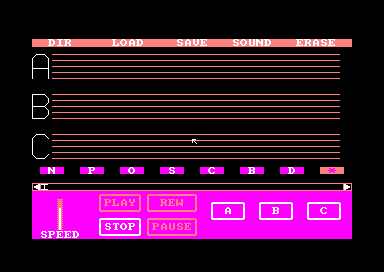 DIR LOAD SAVE SOUND ERASE
A
B
C
N P O S C B D *
PLAY REW
A B C
STOP PAUSE
SPEED